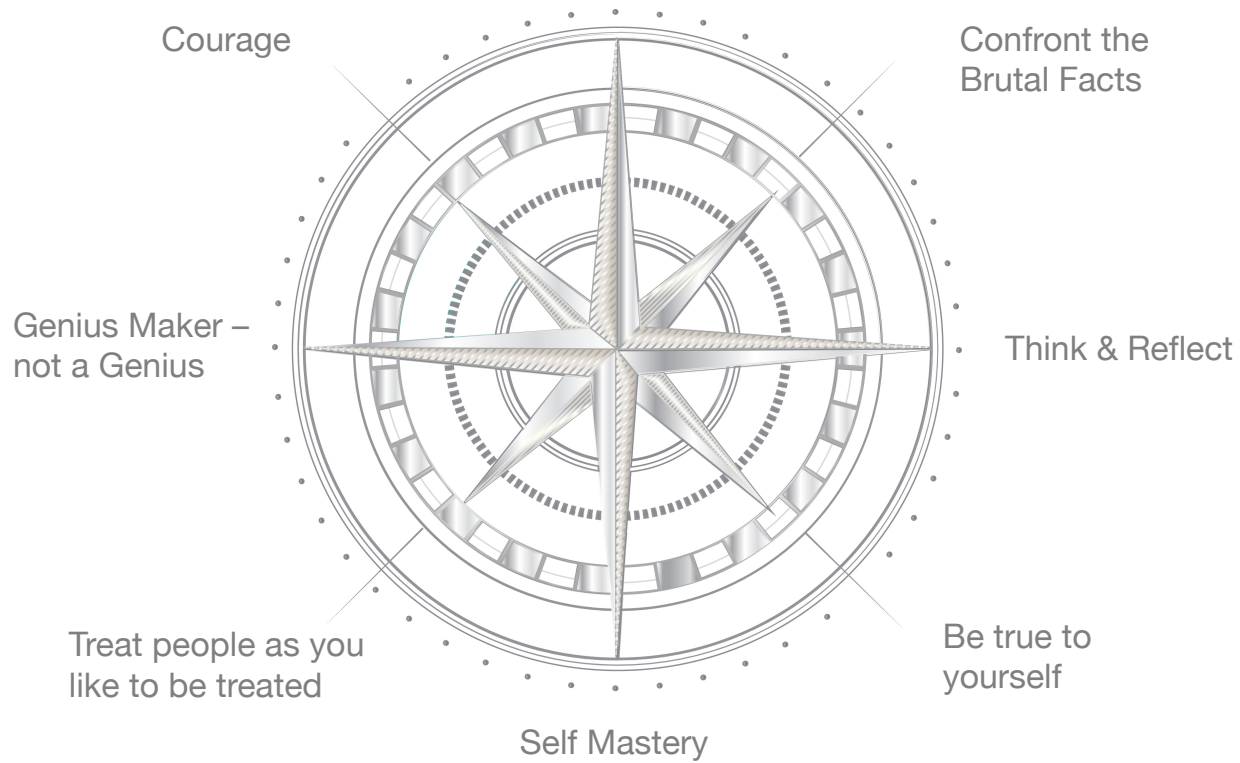 Courage
Confront the
Brutal Facts
Genius Maker –
not a Genius
Think & Reflect
Treat people as you
like to be treated
Be true to
yourself
Self Mastery